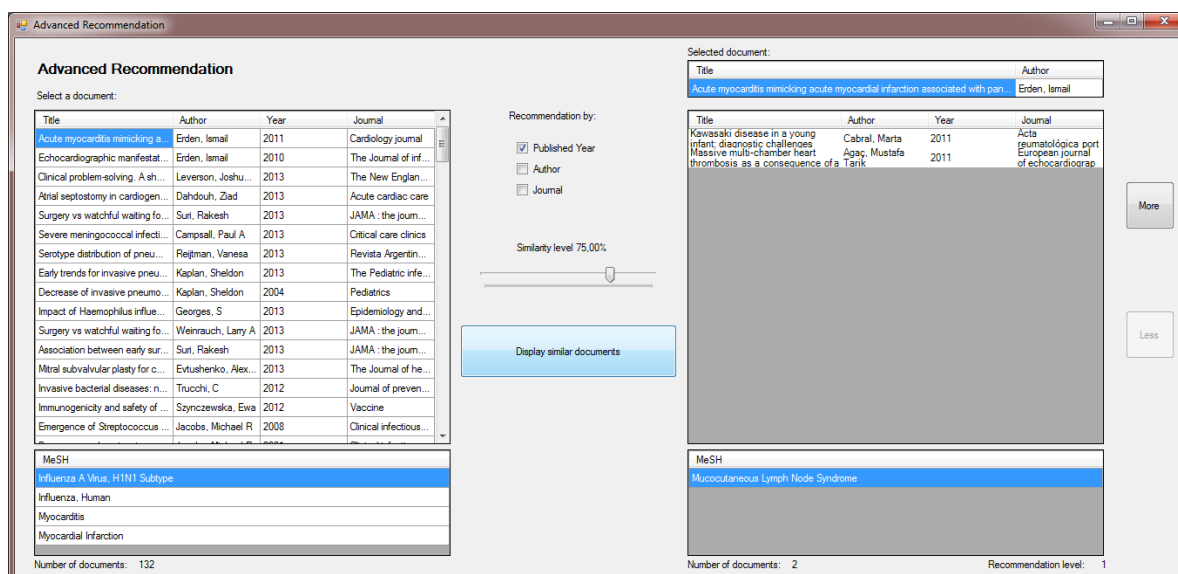 Advanced Recommendation
Advanced Recommendation
Select a document:
Title Author Year Journal
Acute myocarditis mimicking a... Erden, Ismail 2011 Cardiology journal
Echocardiographic manifestat... Erden, Ismail 2010 The Journal of inf...
Clinical problem-solving. A sh... Leverson, Joshu... 2013 The New Englan...
Atrial septostomy in cardiogen... Dahdouh, Ziad 2013 Acute cardiac care
Surgery vs watchful waiting fo... Suri, Rakesh 2013 JAMA : the journ...
Severe meningococcal infecti... Campsall, Paul A 2013 Critical care clinics
Serotype distribution of pneu... Reijtman, Vanesa 2013 Revista Argentin...
Early trends for invasive pneu... Kaplan, Sheldon 2013 The Pediatric infe...
Decrease of invasive pneumo... Kaplan, Sheldon 2004 Pediatrics
Impact of Haemophilus influe... Georges, S 2013 Epidemiology and...
Surgery vs watchful waiting fo... Weinrauch, Larry A 2013 JAMA : the journ...
Association between early sur... Suri, Rakesh 2013 JAMA : the journ...
Mitral subvalvular plasty for c... Evtushenko, Alex... 2013 The Journal of he...
Invasive bacterial diseases: n... Trucchi, C 2012 Journal of preven...
Immunogenicity and safety of ... Szynczewska, Ewa 2012 Vaccine
Emergence of Streptococcus ... Jacobs, Michael R 2008 Clinical infectious...
MeSH
Influenza A Virus, H1N1 Subtype
Influenza, Human
Myocarditis
Myocardial Infarction
Number of documents: 132
Recommendation by:
Published Year
Author
Journal
Similarity level 75,00%
Display similar documents
Selected document:
Title Author
Acute myocarditis mimicking acute myocardial infarction associated with pan... Erden, Ismail
Title Author Year Journal
Kawasaki disease in a young infant: diagnostic challenges Cabral, Marta 2011 Acta reumatológica port
Massive multi-chamber heart thrombosis as a consequence of a Agaç, Mustafa Tarik 2011 European journal of echocardiograp
MeSH
Mucocutaneous Lymph Node Syndrome
Number of documents: 2 Recommendation level: 1
More
Less